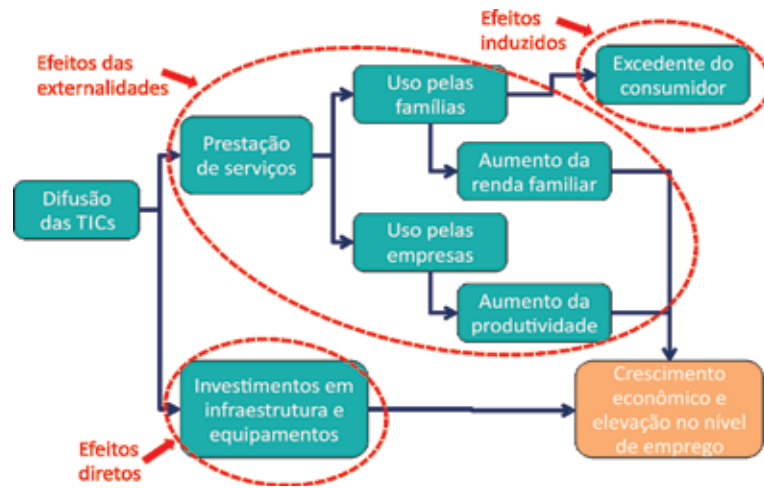 Efeitos
induzidos
Efeitos das
externalidades
Excedente do
consumidor
Uso pelas
famílias
Prestação
de serviços
Aumento da
renda familiar
Difusão
das TICs
Uso pelas
empresas
Aumento da
produtividade
Investimentos em
infraestrutura e
equipamentos
Crescimento
econômico e
elevação no nível
de emprego
Efeitos
diretos